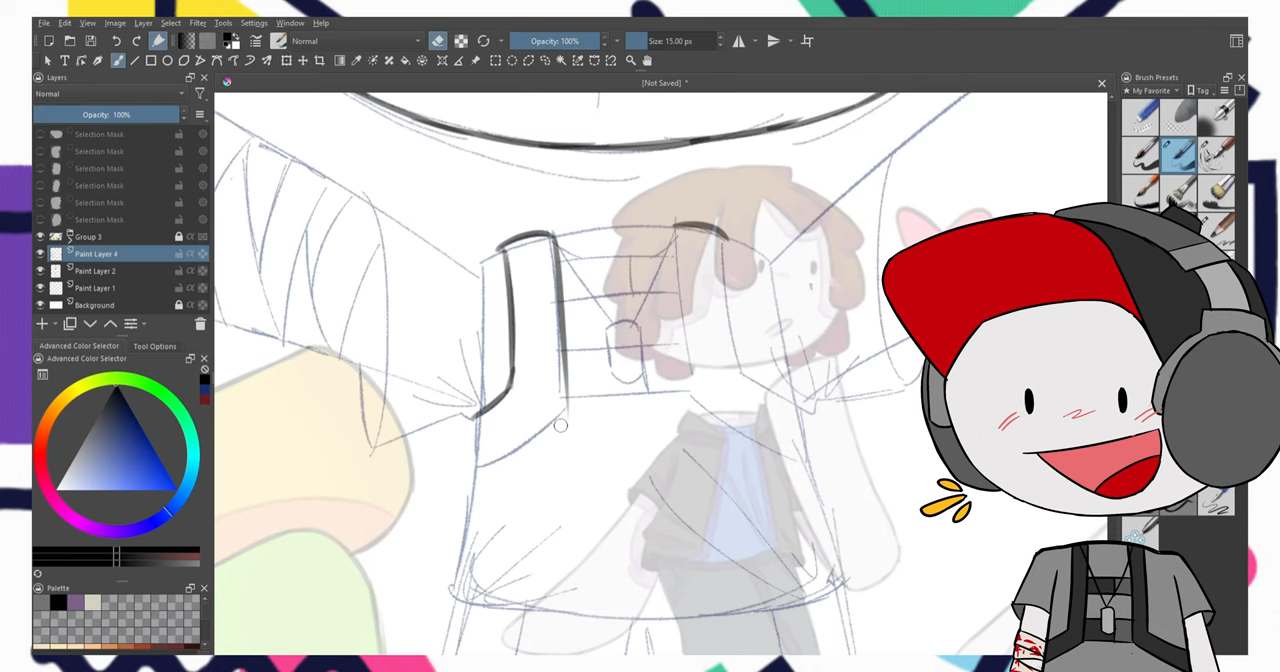 File Edit View Image Layer Select Filter Tools Settings Window Help
Normal Opacity: 100% Size: 15.00 px
Layers
[Not Saved] *
Brush Presets
Normal
My Favorite Tag
Opacity: 100%
Selection Mask
Selection Mask
Selection Mask
Selection Mask
Selection Mask
Selection Mask
Group 3
Paint Layer 4
Paint Layer 2
Paint Layer 1
Background
Advanced Color Selector Tool Options
Advanced Color Selector
Palette